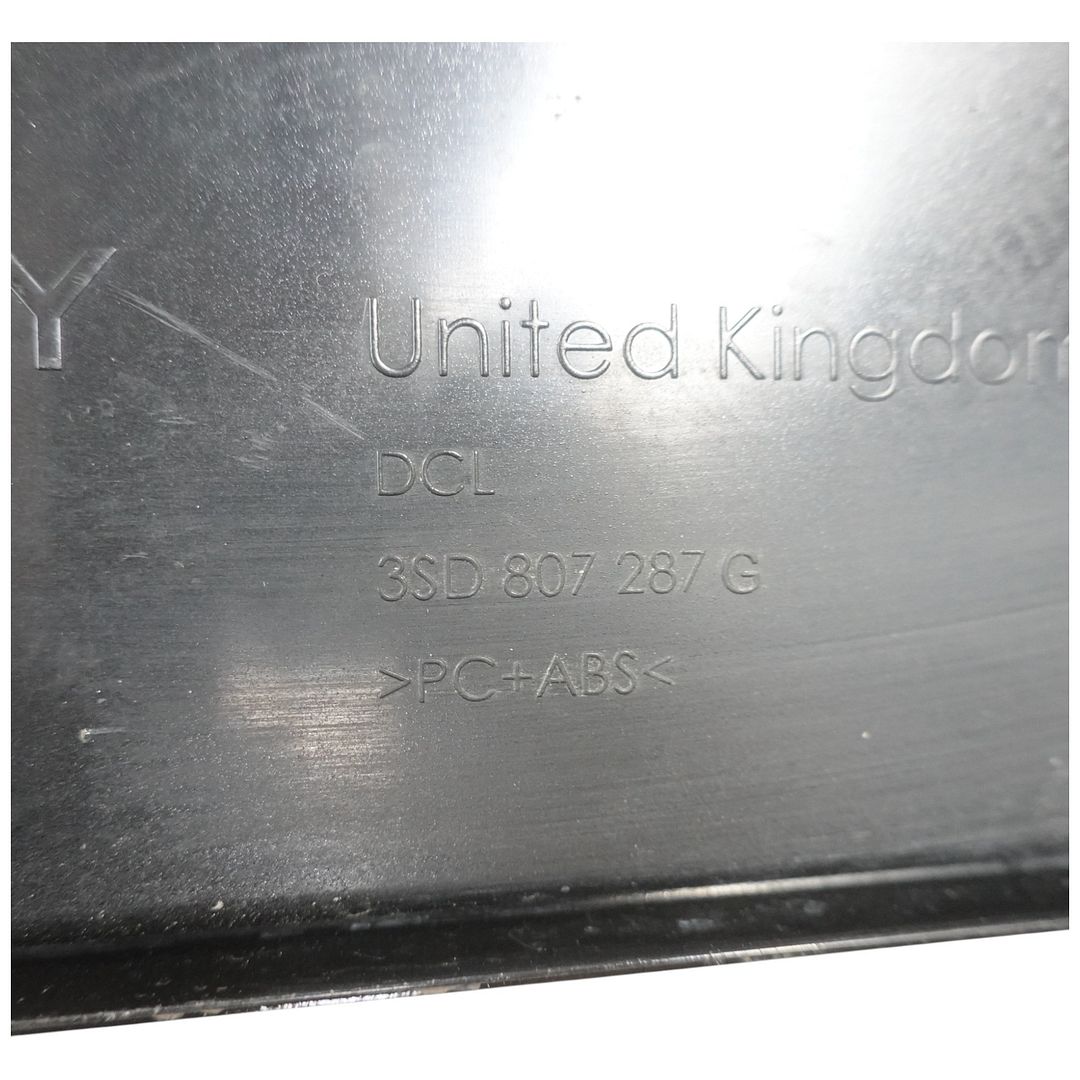 Y United Kingdom
DCL
3SD 807 287 G
>PC+ABS<